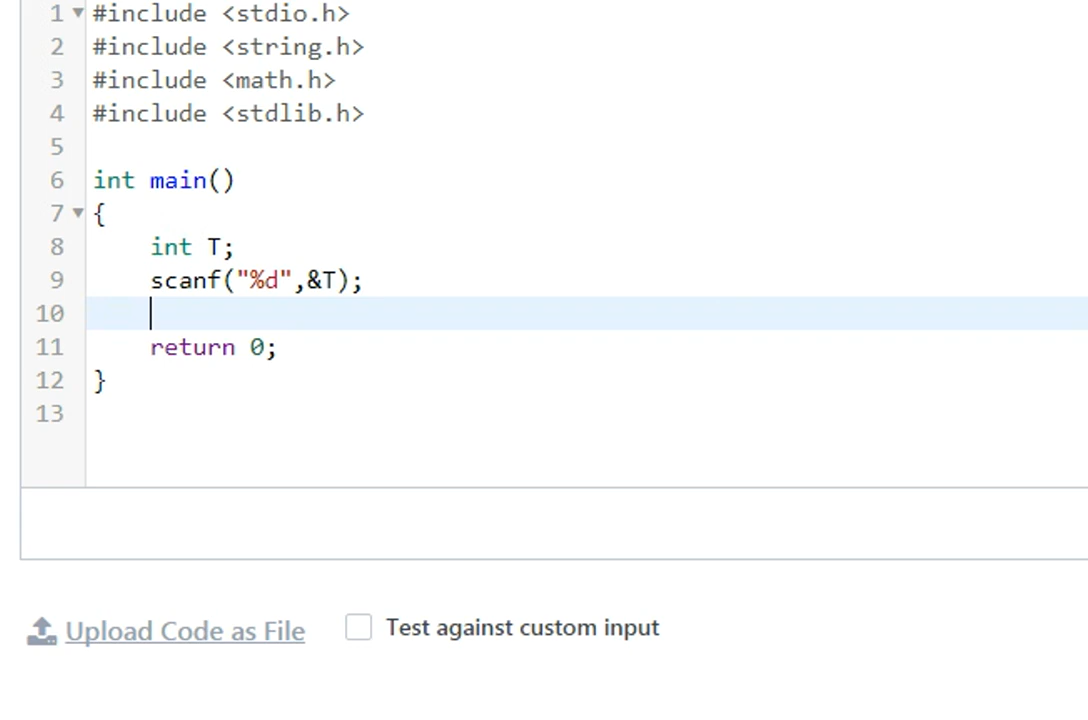 1 #include <stdio.h>
2 #include <string.h>
3 #include <math.h>
4 #include <stdlib.h>
5
6 int main()
7 {
8     int T;
9     scanf("%d",&T);
10
11     return 0;
12 }
13
Upload Code as File
Test against custom input